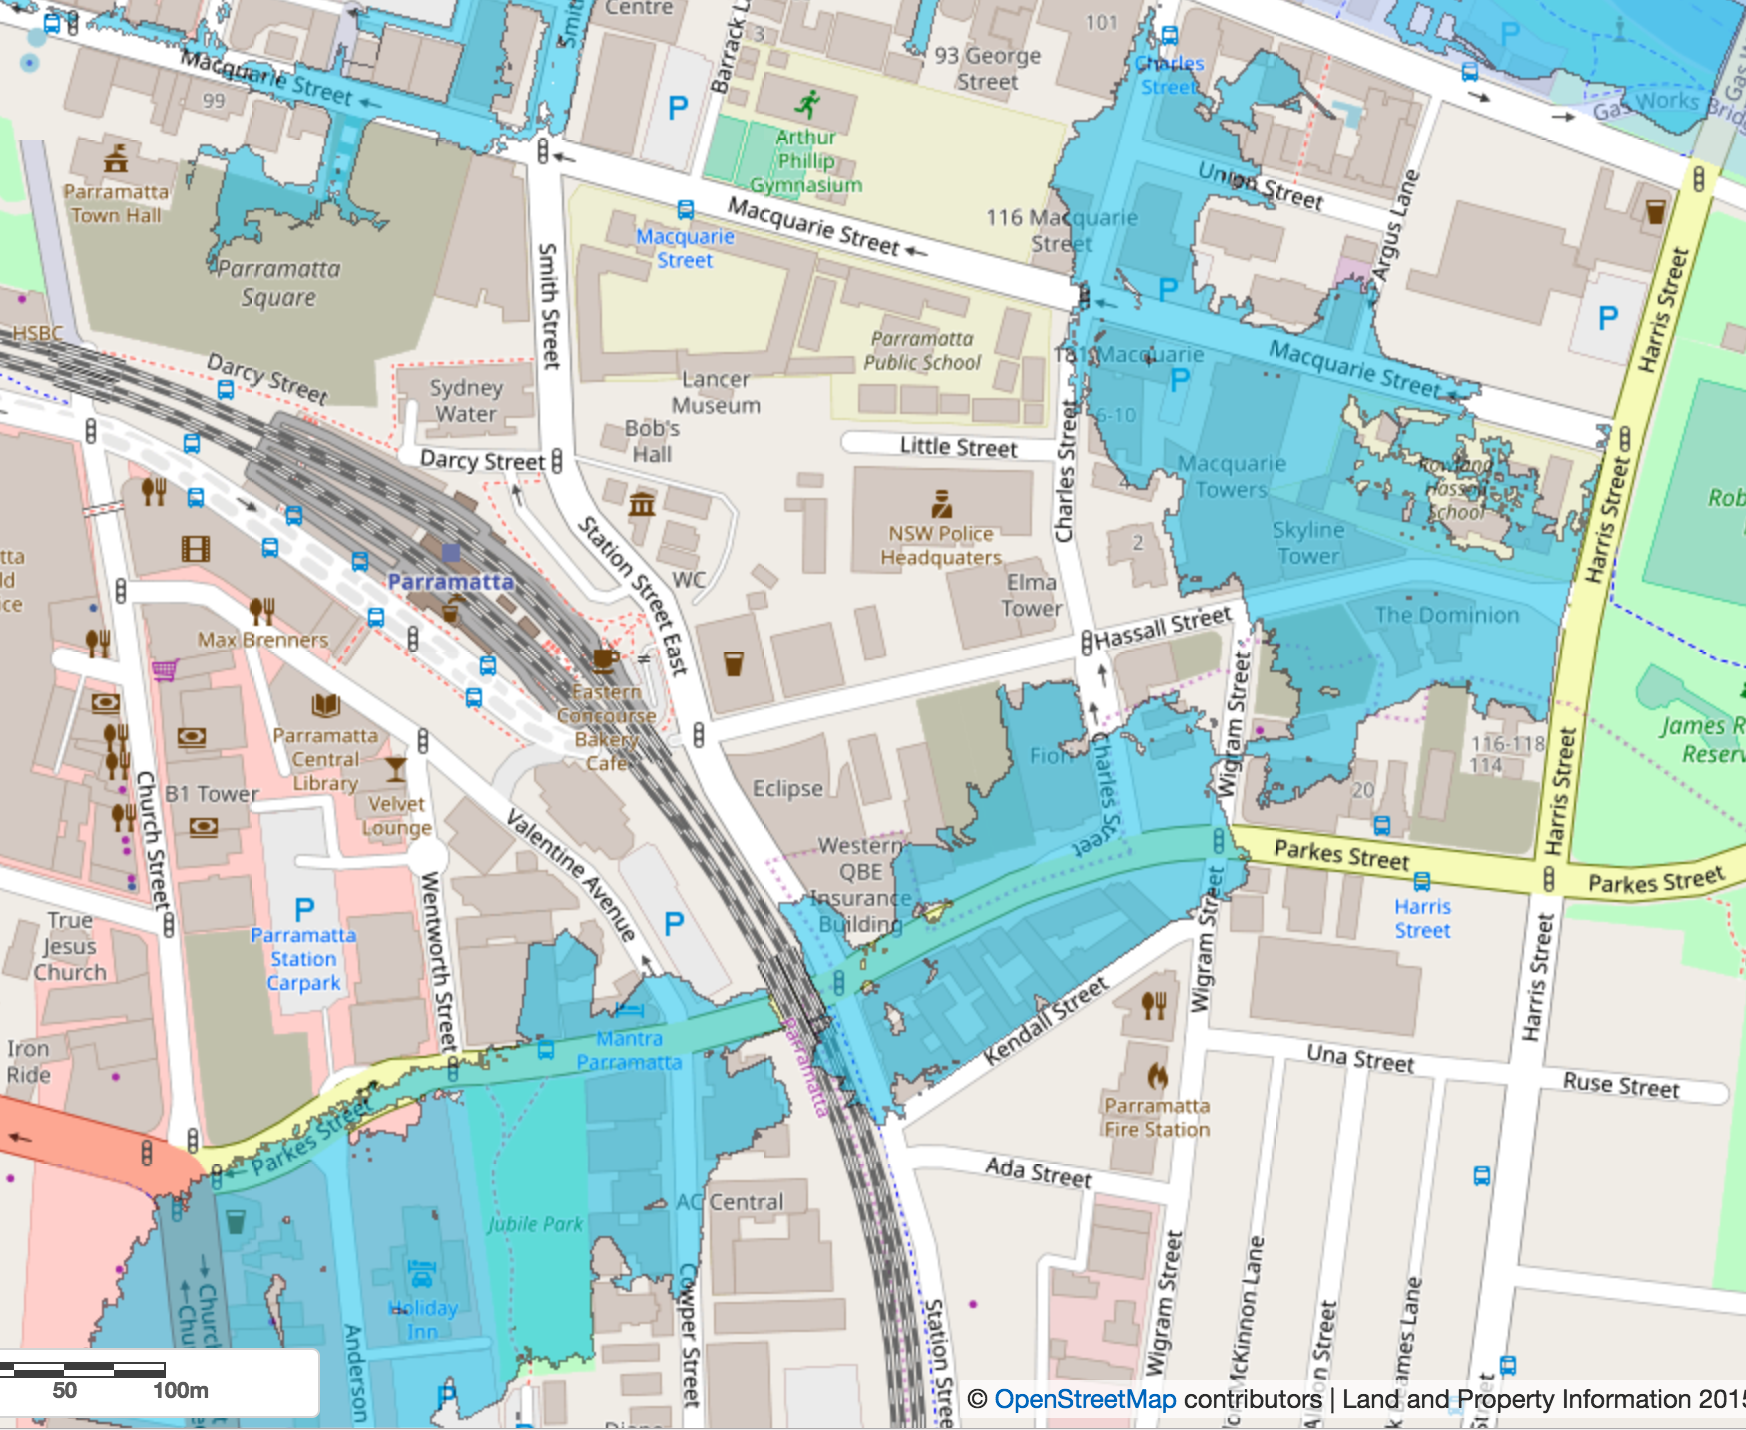 Centre
Smith
Barrack L
3
101
93 George
Street
Charles
Street
P
Gas Works
Bridge
Macquarie Street
99
P
Arthur
Phillip
Gymnasium
Union Street
Argus Lane
Parramatta
Town Hall
Macquarie
Street
Macquarie Street
116 Macquarie
Street
P
P
Harris Street
Parramatta
Square
Smith Street
HSBC
Darcy Street
Sydney
Water
Lancer
Museum
Parramatta
Public School
181 Macquarie
P
Macquarie Street
6-10
Bob's
Hall
Little Street
Charles Street
Darcy Street
Macquarie
Towers
Rowland
Hassall
School
Harris Street
Rob
4
NSW Police
Headquaters
2
Skyline
Tower
Station Street East
WC
Elma
Tower
Parramatta
Max Brenners
Hassall Street
The Dominion
Eastern
Concourse
Bakery
Cafe
Wigram Street
James R
Reserv
Parramatta
Central
Library
Church Street
B1 Tower
Velvet
Lounge
Eclipse
Charles Street
116-118
114
20
Harris Street
Valentine Avenue
Western
QBE
Insurance
Building
Parkes Street
Parkes Street
Harris
Street
P
Parramatta
Station
Carpark
P
Wentworth Street
True
Jesus
Church
Wigram Street
Harris Street
Iron
Ride
Mantra
Parramatta
Kendall Street
Una Street
Ruse Street
Parramatta
Parramatta
Fire Station
Parkes Street
Ada Street
AC Central
Jubile Park
Holiday
Inn
Church
Anderson
Cowper Street
Station Stree
Wigram Street
McKinnon Lane
P
50
100m
© OpenStreetMap contributors | Land and Property Information 2015